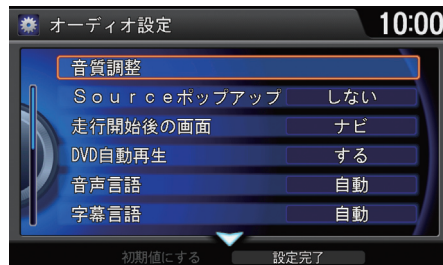 オーディオ設定 10:00
音質調整
Ｓｏｕｒｃｅポップアップ しない
走行開始後の画面 ナビ
DVD自動再生 する
音声言語 自動
字幕言語 自動
初期値にする 設定完了